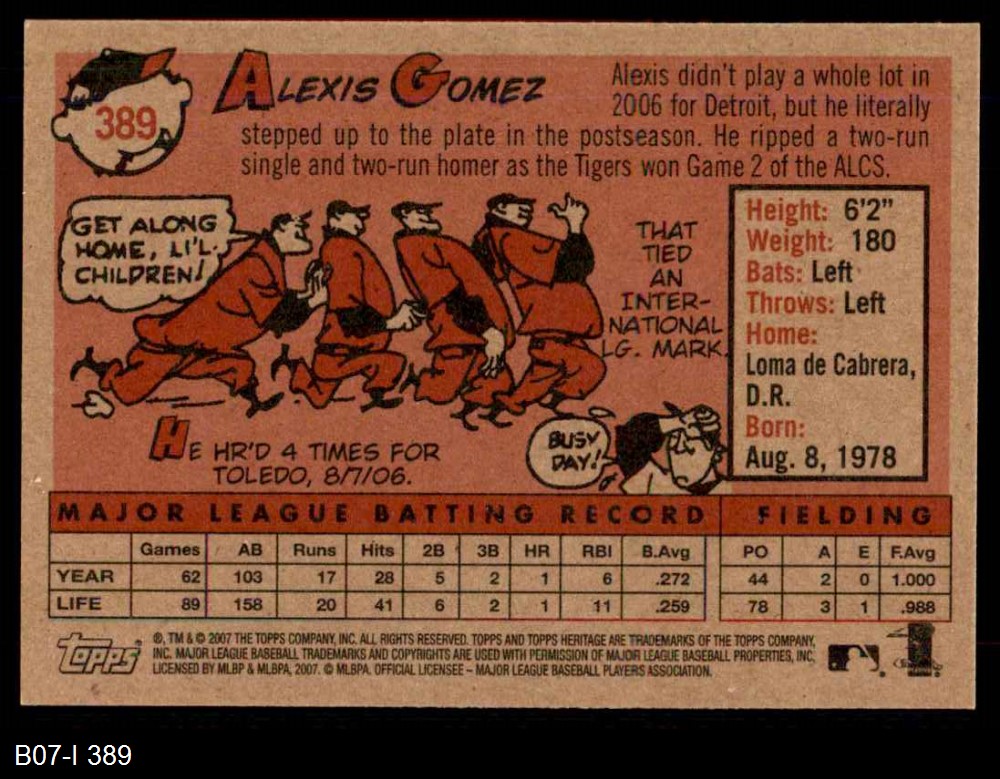 389
ALEXIS GOMEZ
Alexis didn't play a whole lot in
2006 for Detroit, but he literally
stepped up to the plate in the postseason. He ripped a two-run
single and two-run homer as the Tigers won Game 2 of the ALCS.
GET ALONG
HOME, LI'L
CHILDREN!
THAT
TIED
AN
INTER-
NATIONAL
LG. MARK.
HE HR'D 4 TIMES FOR
TOLEDO, 8/7/06.
BUSY
DAY!
Height: 6'2"
Weight: 180
Bats: Left
Throws: Left
Home:
Loma de Cabrera,
D.R.
Born:
Aug. 8, 1978
MAJOR LEAGUE BATTING RECORD FIELDING
Games AB Runs Hits 2B 3B HR RBI B.Avg PO A E F.Avg
YEAR 62 103 17 28 5 2 1 6 .272 44 2 0 1.000
LIFE 89 158 20 41 6 2 1 11 .259 78 3 1 .988
Topps
®, TM & © 2007 THE TOPPS COMPANY, INC. ALL RIGHTS RESERVED. TOPPS AND TOPPS HERITAGE ARE TRADEMARKS OF THE TOPPS COMPANY,
INC. MAJOR LEAGUE BASEBALL TRADEMARKS AND COPYRIGHTS ARE USED WITH PERMISSION OF MAJOR LEAGUE BASEBALL PROPERTIES, INC.
LICENSED BY MLBP & MLBPA, 2007. © MLBPA. OFFICIAL LICENSEE – MAJOR LEAGUE BASEBALL PLAYERS ASSOCIATION.
B07-I 389